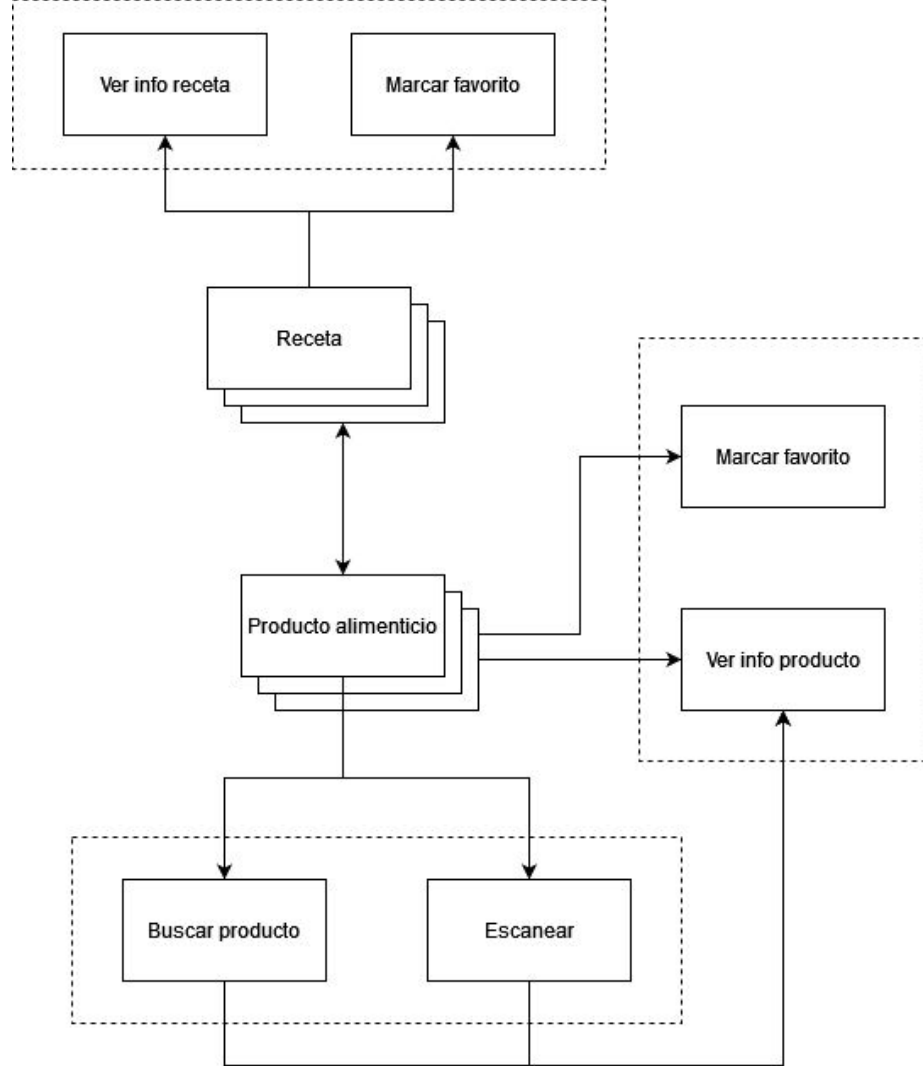 Ver info receta
Marcar favorito
Receta
Marcar favorito
Producto alimenticio
Ver info producto
Buscar producto
Escanear